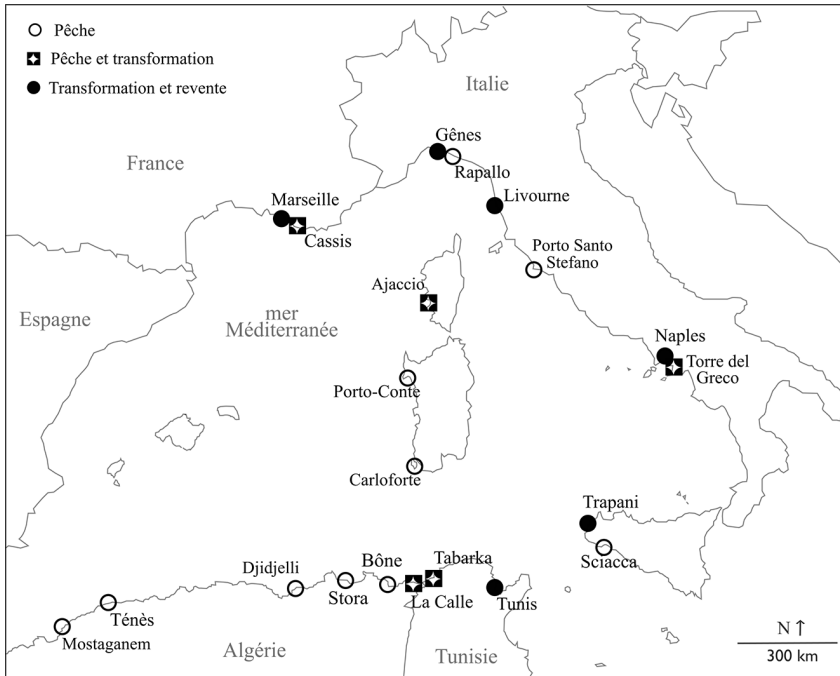 Pêche
Pêche et transformation
Transformation et revente
Italie
Gênes
Rapallo
France
Marseille
Cassis
Livourne
Porto Santo
Stefano
Ajaccio
Espagne
mer
Méditerranée
Naples
Torre del
Greco
Porto-Conte
Carloforte
Trapani
Sciacca
Djidjelli
Bône
Tabarka
Stora
La Calle
Tunis
Ténès
Mostaganem
Algérie
Tunisie
N ↑
300 km